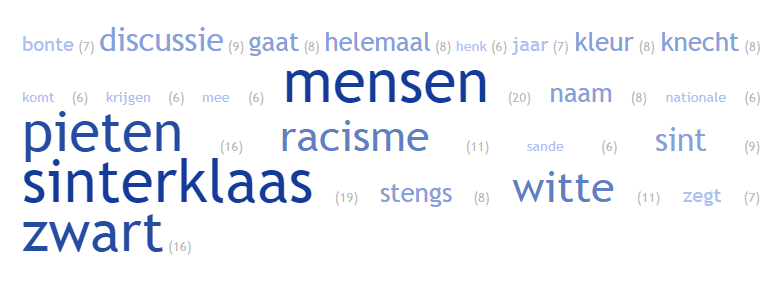 bonte (7) discussie (9) gaat (8) helemaal (8) henk (6) jaar (7) kleur (8) knecht (8)
komt (6) krijgen (6) mee (6) mensen (20) naam (8) nationale (6)
pieten (16) racisme (11) sande (6) sint (9)
sinterklaas (19) stengs (8) witte (11) zegt (7)
zwart (16)